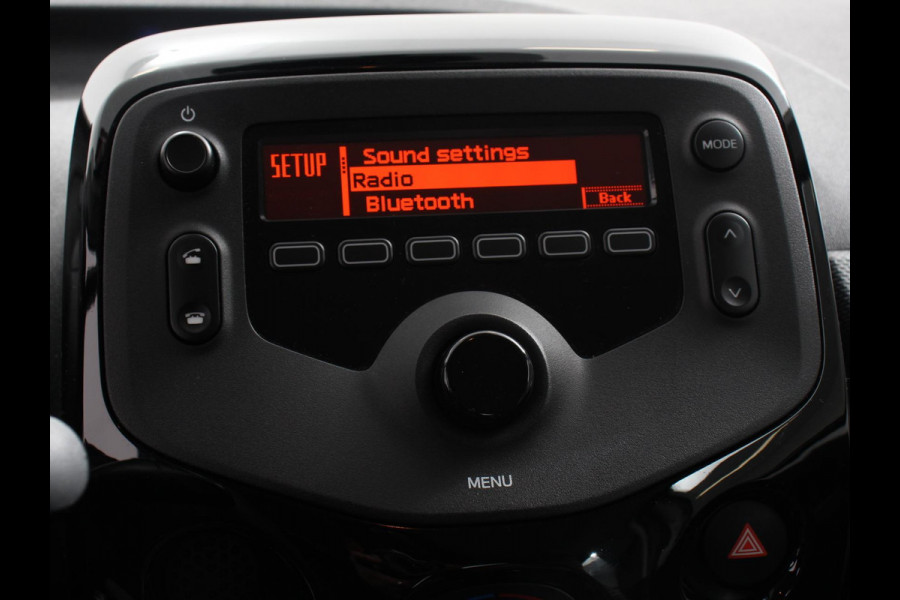 SETUP
Sound settings
Radio
Bluetooth
Back
MODE
MENU